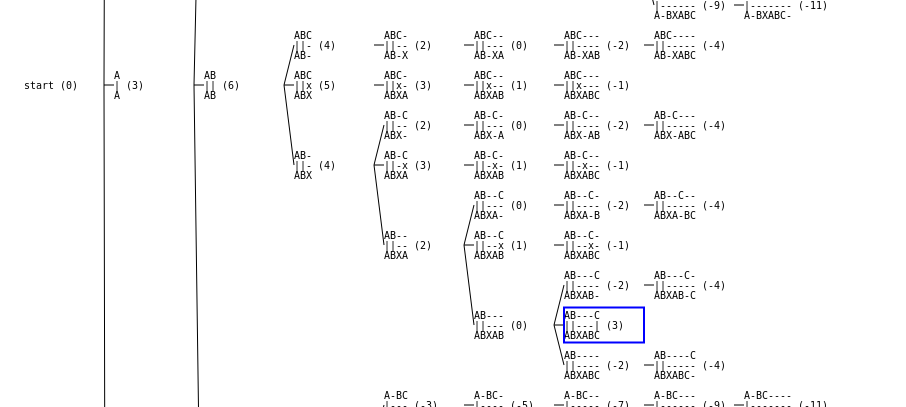 |------ (-9) |------- (-11)
A-BXABC A-BXABC-
ABC ABC- ABC-- ABC--- ABC----
||- (4) ||-- (2) ||--- (0) ||---- (-2) ||----- (-4)
AB- AB-X AB-XA AB-XAB AB-XABC
A AB ABC ABC- ABC-- ABC---
start (0) | (3) || (6) ||x (5) ||x- (3) ||x-- (1) ||x--- (-1)
A AB ABX ABXA ABXAB ABXABC
AB-C AB-C- AB-C-- AB-C---
||-- (2) ||--- (0) ||---- (-2) ||----- (-4)
ABX- ABX-A ABX-AB ABX-ABC
AB- AB-C AB-C- AB-C--
||- (4) ||-x (3) ||-x- (1) ||-x-- (-1)
ABX ABXA ABXAB ABXABC
AB--C AB--C- AB--C--
||--- (0) ||---- (-2) ||----- (-4)
ABXA- ABXA-B ABXA-BC
AB-- AB--C AB--C-
||-- (2) ||--x (1) ||--x- (-1)
ABXA ABXAB ABXABC
AB---C AB---C-
||---- (-2) ||----- (-4)
ABXAB- ABXAB-C
AB--- AB---C
||--- (0) ||---| (3)
ABXAB ABXABC
AB---- AB----C
||---- (-2) ||----- (-4)
ABXABC ABXABC-
A-BC A-BC- A-BC-- A-BC--- A-BC----
|--- (-3) |---- (-5) |----- (-7) |------ (-9) |------- (-11)